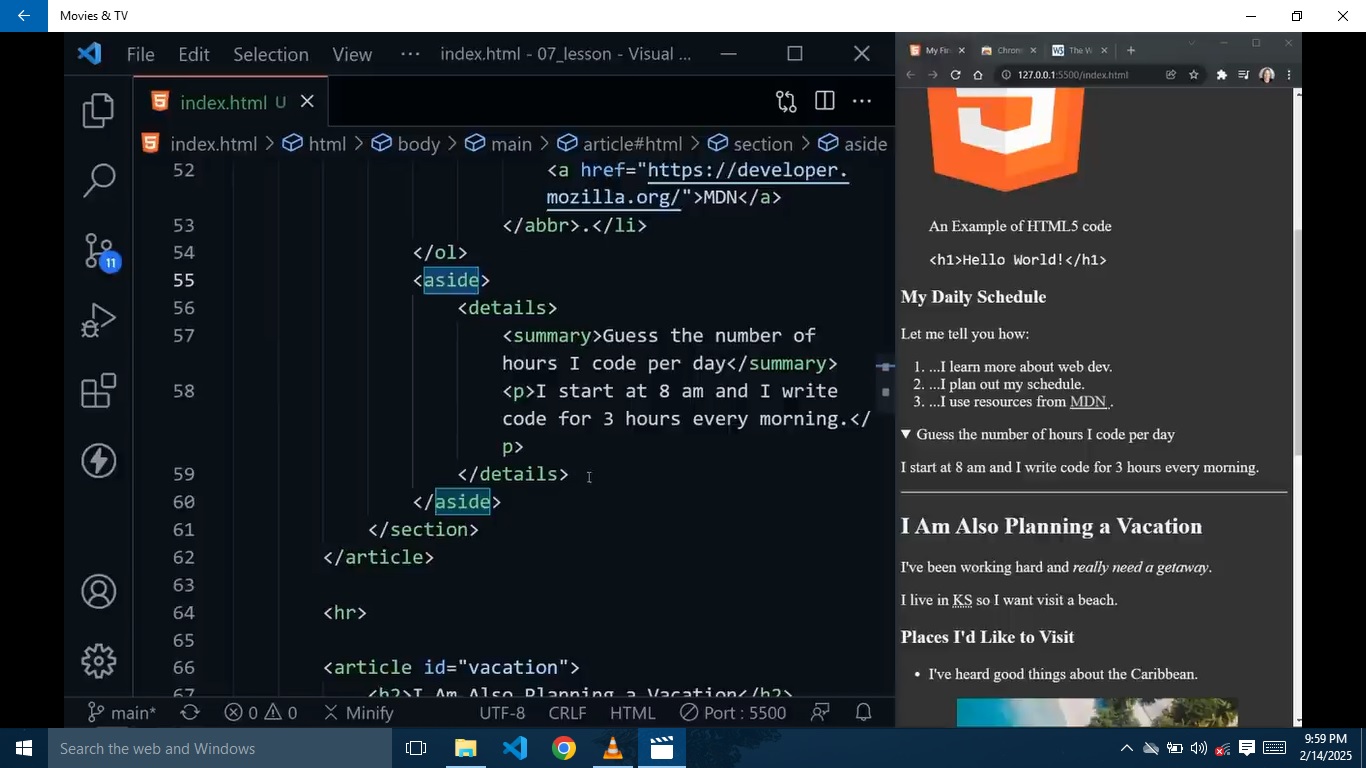 Movies & TV
File Edit Selection View ··· index.html - 07_lesson - Visual ...
index.html U
index.html > html > body > main > article#html > section > aside
52 <a href="https://developer.
mozilla.org/">MDN</a>
53 </abbr>.</li>
54 </ol>
55 <aside>
56 <details>
57 <summary>Guess the number of
hours I code per day</summary>
58 <p>I start at 8 am and I write
code for 3 hours every morning.</
p>
59 </details>
60 </aside>
61 </section>
62 </article>
63
64 <hr>
65
66 <article id="vacation">
67 <h2>I Am Also Planning a Vacation</h2>
11
main* 0 0 Minify UTF-8 CRLF HTML Port : 5500
My Fir Chrom The W
127.0.0.1:5500/index.html
5
An Example of HTML5 code
<h1>Hello World!</h1>
My Daily Schedule
Let me tell you how:
1. ...I learn more about web dev.
2. ...I plan out my schedule.
3. ...I use resources from MDN .
Guess the number of hours I code per day
I start at 8 am and I write code for 3 hours every morning.
I Am Also Planning a Vacation
I've been working hard and really need a getaway.
I live in KS so I want visit a beach.
Places I'd Like to Visit
• I've heard good things about the Caribbean.
Search the web and Windows
9:59 PM
2/14/2025